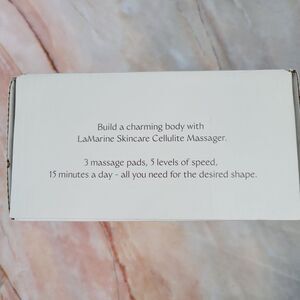 Build a charming body with
LaMarine Skincare Cellulite Massager.
3 massage pads, 5 levels of speed,
15 minutes a day - all you need for the desired shape.